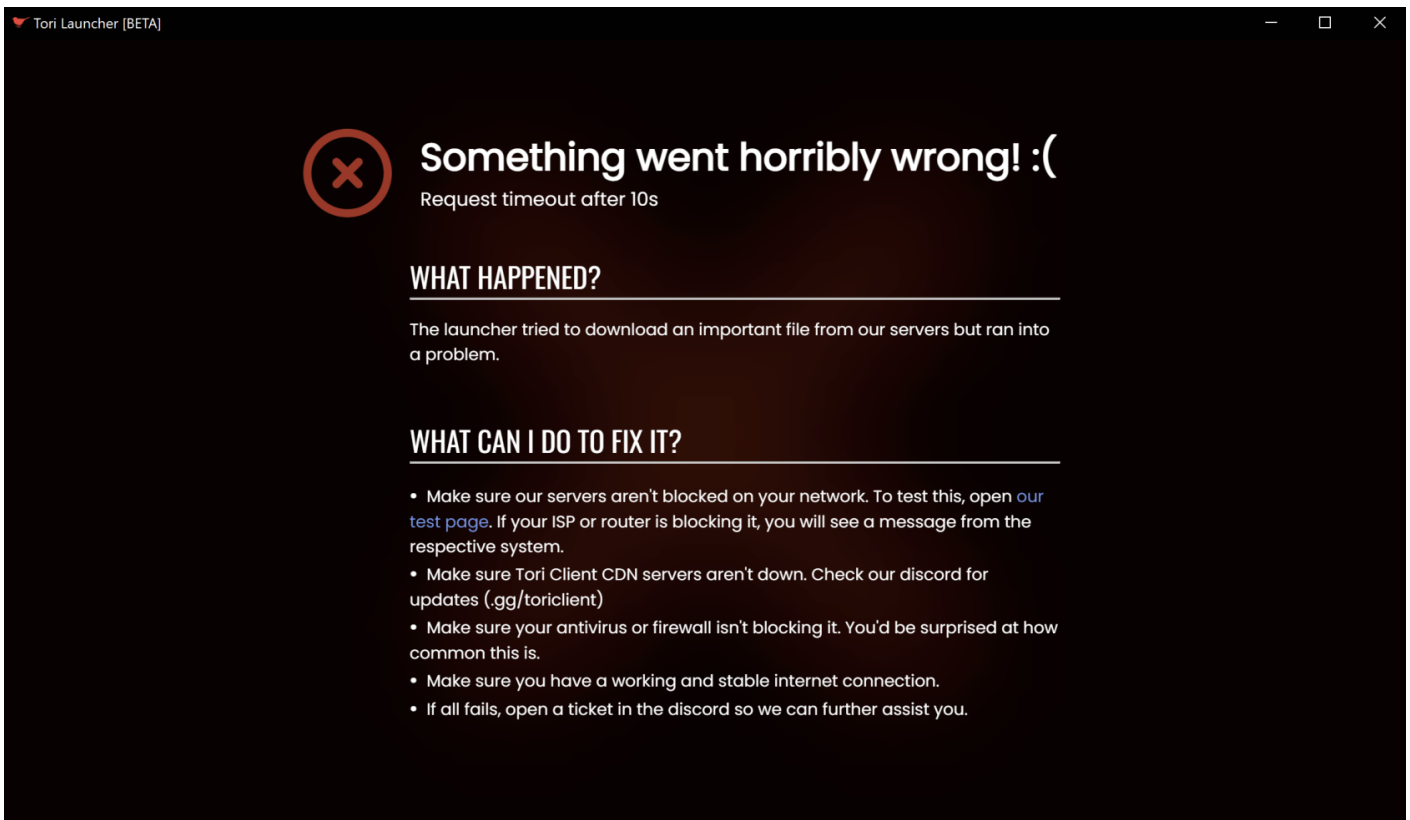 Tori Launcher [BETA]
Something went horribly wrong! :(
Request timeout after 10s
WHAT HAPPENED?
The launcher tried to download an important file from our servers but ran into
a problem.
WHAT CAN I DO TO FIX IT?
• Make sure our servers aren't blocked on your network. To test this, open our
test page. If your ISP or router is blocking it, you will see a message from the
respective system.
• Make sure Tori Client CDN servers aren't down. Check our discord for
updates (.gg/toriclient)
• Make sure your antivirus or firewall isn't blocking it. You'd be surprised at how
common this is.
• Make sure you have a working and stable internet connection.
• If all fails, open a ticket in the discord so we can further assist you.